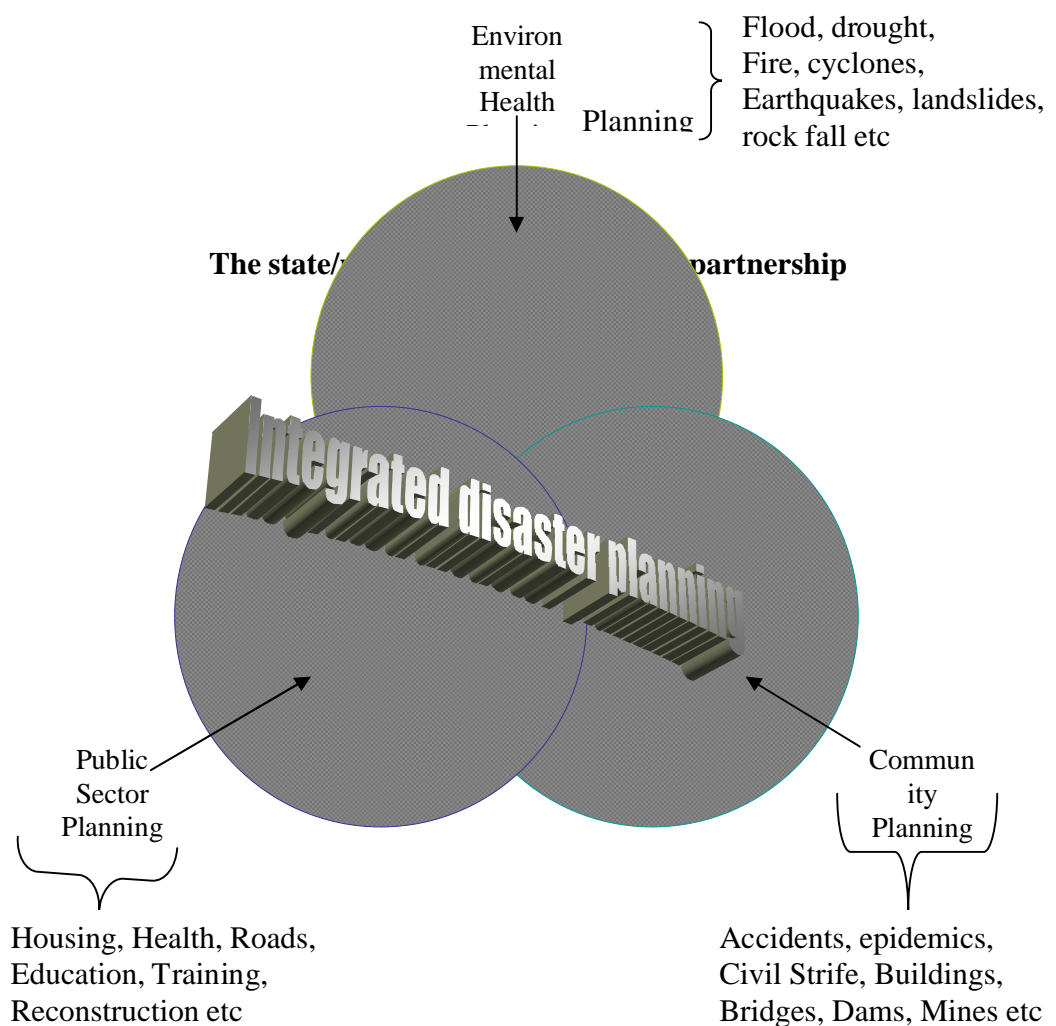 Environ
mental
Health
Planning
Flood, drought,
Fire, cyclones,
Earthquakes, landslides,
rock fall etc
The state/ partnership
Integrated disaster planning
Public
Sector
Planning
Commun
ity
Planning
Housing, Health, Roads,
Education, Training,
Reconstruction etc
Accidents, epidemics,
Civil Strife, Buildings,
Bridges, Dams, Mines etc